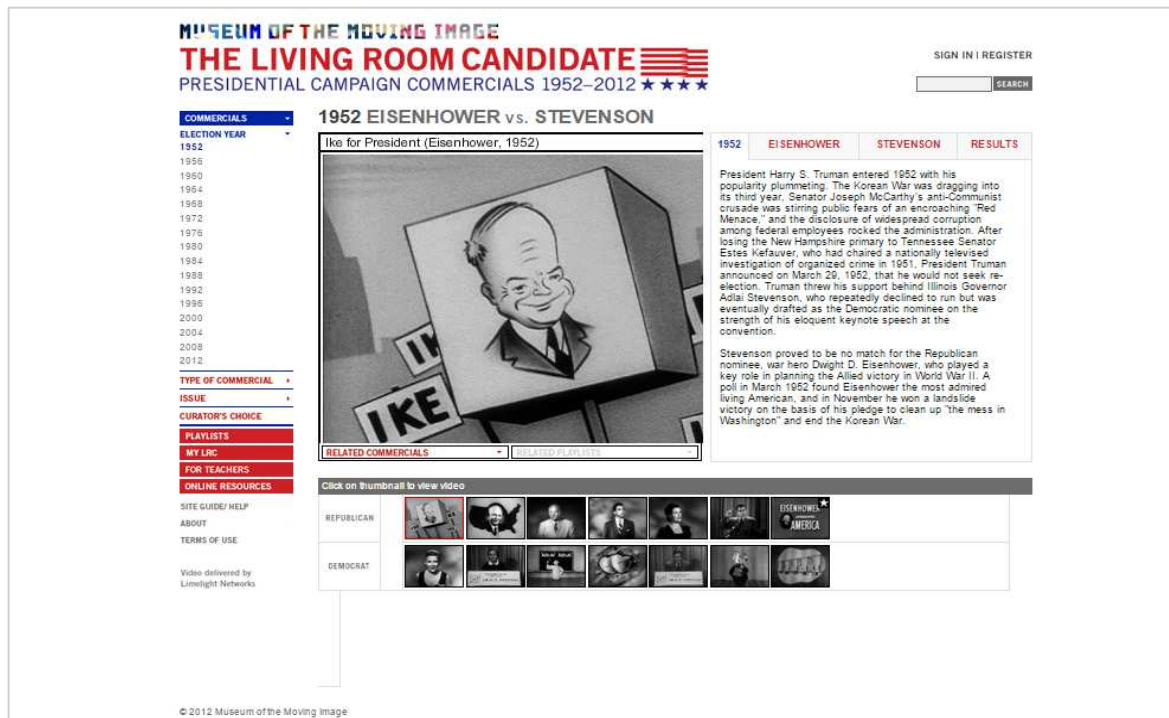 MUSEUM OF THE MOVING IMAGE
THE LIVING ROOM CANDIDATE
PRESIDENTIAL CAMPAIGN COMMERCIALS 1952–2012
SIGN IN | REGISTER
SEARCH
COMMERCIALS
ELECTION YEAR
1952
1956
1960
1964
1968
1972
1976
1980
1984
1988
1992
1996
2000
2004
2008
2012
TYPE OF COMMERCIAL
ISSUE
CURATOR'S CHOICE
PLAYLISTS
MY LRC
FOR TEACHERS
ONLINE RESOURCES
SITE GUIDE/ HELP
ABOUT
TERMS OF USE
Video delivered by
Limelight Networks
1952 EISENHOWER vs. STEVENSON
Ike for President (Eisenhower, 1952)
IKE
IKE
RELATED COMMERCIALS
RELATED PLAYLISTS
1952 EISENHOWER STEVENSON RESULTS
President Harry S. Truman entered 1952 with his
popularity plummeting. The Korean War was dragging into
its third year, Senator Joseph McCarthy's anti-Communist
crusade was stirring public fears of an encroaching "Red
Menace," and the disclosure of widespread corruption
among federal employees rocked the administration. After
losing the New Hampshire primary to Tennessee Senator
Estes Kefauver, who had chaired a nationally televised
investigation of organized crime in 1951, President Truman
announced on March 29, 1952, that he would not seek re-
election. Truman threw his support behind Illinois Governor
Adlai Stevenson, who repeatedly declined to run but was
eventually drafted as the Democratic nominee on the
strength of his eloquent keynote speech at the
convention.
Stevenson proved to be no match for the Republican
nominee, war hero Dwight D. Eisenhower, who played a
key role in planning the Allied victory in World War II. A
poll in March 1952 found Eisenhower the most admired
living American, and in November he won a landslide
victory on the basis of his pledge to clean up "the mess in
Washington" and end the Korean War.
Click on thumbnail to view video
REPUBLICAN
EISENHOWER
AMERICA
DEMOCRAT
© 2012 Museum of the Moving Image